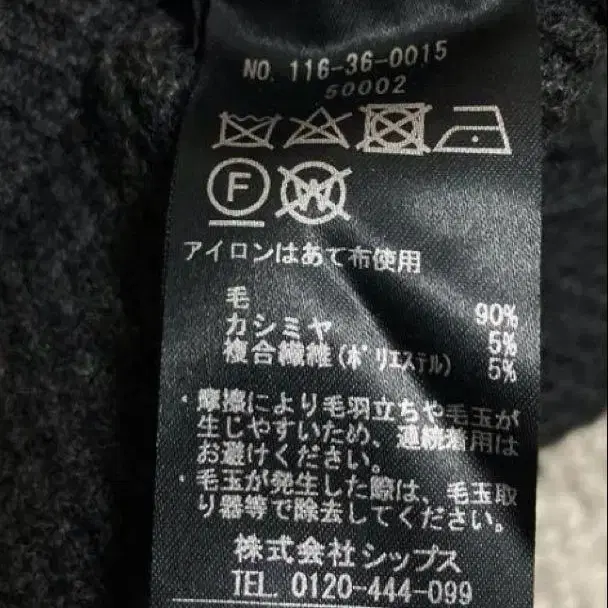 NO. 116-36-0015
50002
F W
アイロンはあて布使用
毛 90%
カシミヤ 5%
複合繊維(ポリエステル) 5%
・摩擦により毛羽立ちや毛玉が
生じやすいため、連続着用は
お避けください。
・毛玉が発生した際は、毛玉取
り器等で除去してください。
株式会社シップス
TEL. 0120-444-099